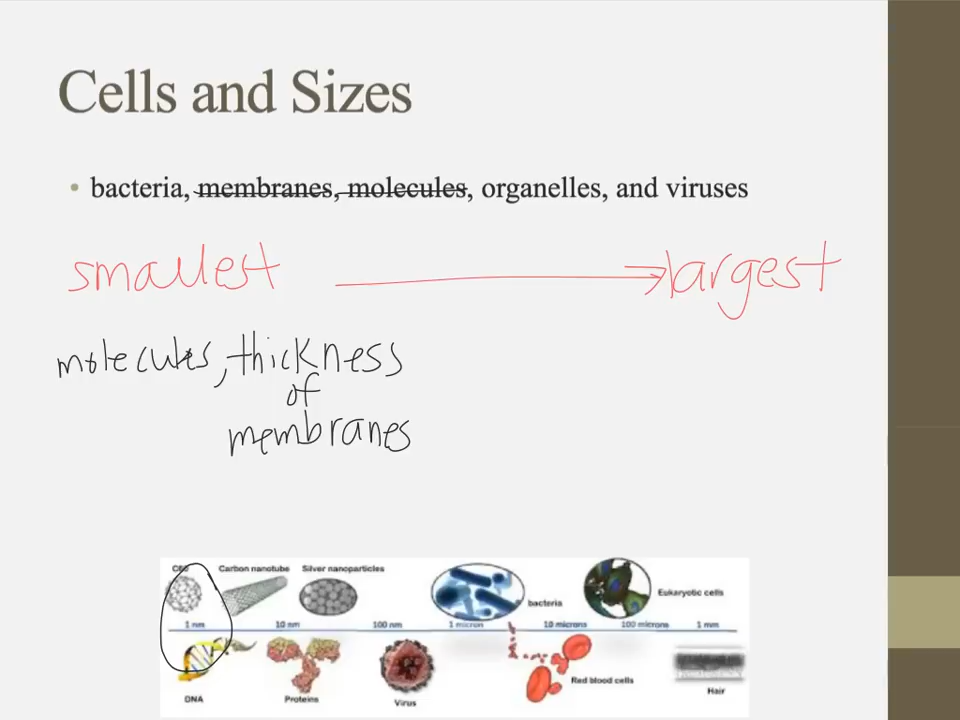 Cells and Sizes
• bacteria, membranes, molecules, organelles, and viruses
smallest → largest
molecules, thickness
of
membranes
C60 Carbon nanotube Silver nanoparticles
bacteria Eukaryotic cells
1 nm 10 nm 100 nm 1 micron 10 microns 100 microns 1 mm
DNA Proteins Virus Red blood cells Hair